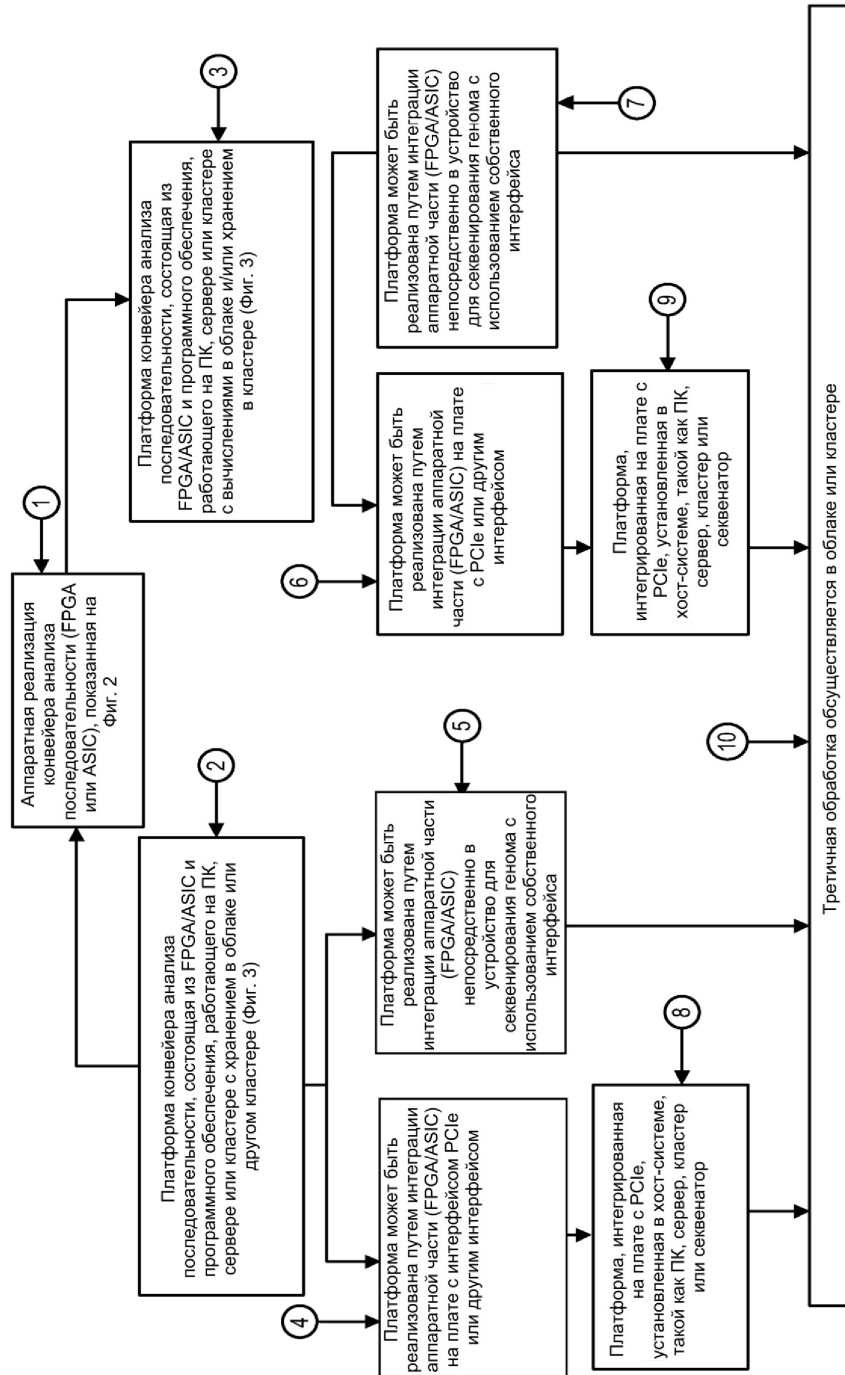 1
Аппаратная реализация
конвейера анализа
последовательности (FPGA
или ASIC), показанная на
Фиг. 2
2
Платформа конвейера анализа
последовательности, состоящая из FPGA/ASIC и
программного обеспечения, работающего на ПК,
сервере или кластере с хранением в облаке или
другом кластере (Фиг. 3)
3
Платформа конвейера анализа
последовательности, состоящая из
FPGA/ASIC и программного обеспечения,
работающего на ПК, сервере или кластере
с вычислениями в облаке и/или хранением
в кластере (Фиг. 3)
4
Платформа может быть
реализована путем интеграции
аппаратной части (FPGA/ASIC)
на плате с интерфейсом PCIe
или другим интерфейсом
5
Платформа может быть
реализована путем
интеграции аппаратной части
(FPGA/ASIC)
непосредственно в
устройство для
секвенирования генома с
использованием собственного
интерфейса
6
Платформа может быть
реализована путем
интеграции аппаратной
части (FPGA/ASIC) на плате
с PCIe или другим
интерфейсом
7
Платформа может быть
реализована путем интеграции
аппаратной части (FPGA/ASIC)
непосредственно в устройство
для секвенирования генома с
использованием собственного
интерфейса
8
Платформа, интегрированная
на плате с PCIe,
установленная в хост-системе,
такой как ПК, сервер, кластер
или секвенатор
9
Платформа,
интегрированная на плате с
PCIe, установленная в
хост-системе, такой как ПК,
сервер, кластер или
секвенатор
10
Третичная обработка обсуществляется в облаке или кластере